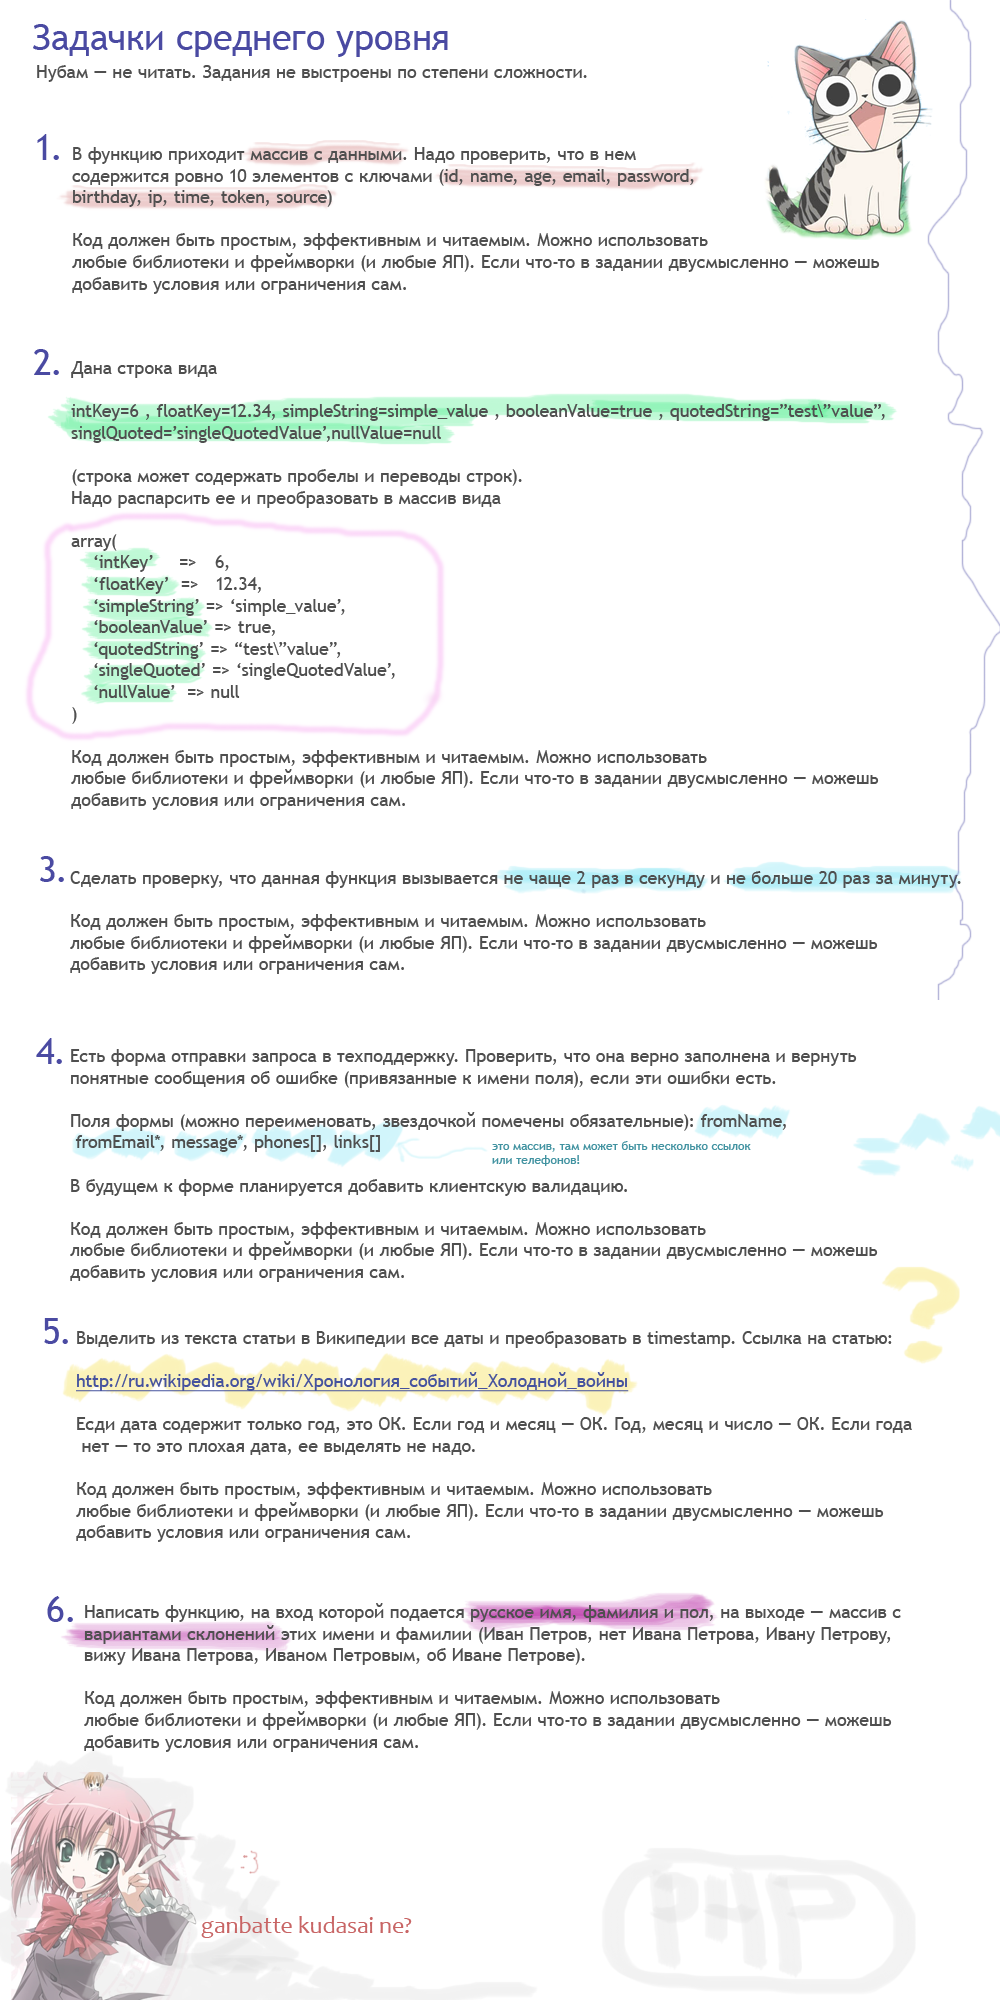 Задачки среднего уровня
Нубам — не читать. Задания не выстроены по степени сложности.
1. В функцию приходит массив с данными. Надо проверить, что в нем
содержится ровно 10 элементов с ключами (id, name, age, email, password,
birthday, ip, time, token, source)
Код должен быть простым, эффективным и читаемым. Можно использовать
любые библиотеки и фреймворки (и любые ЯП). Если что-то в задании двусмысленно — можешь
добавить условия или ограничения сам.
2. Дана строка вида
intKey=6 , floatKey=12.34, simpleString=simple_value , booleanValue=true , quotedString=”test\”value”,
singlQuoted=’singleQuotedValue’,nullValue=null
(строка может содержать пробелы и переводы строк).
Надо распарсить ее и преобразовать в массив вида
array(
‘intKey’ => 6,
‘floatKey’ => 12.34,
‘simpleString’ => ‘simple_value’,
‘booleanValue’ => true,
‘quotedString’ => “test\”value”,
‘singleQuoted’ => ‘singleQuotedValue’,
‘nullValue’ => null
)
Код должен быть простым, эффективным и читаемым. Можно использовать
любые библиотеки и фреймворки (и любые ЯП). Если что-то в задании двусмысленно — можешь
добавить условия или ограничения сам.
3. Сделать проверку, что данная функция вызывается не чаще 2 раз в секунду и не больше 20 раз за минуту.
Код должен быть простым, эффективным и читаемым. Можно использовать
любые библиотеки и фреймворки (и любые ЯП). Если что-то в задании двусмысленно — можешь
добавить условия или ограничения сам.
4. Есть форма отправки запроса в техподдержку. Проверить, что она верно заполнена и вернуть
понятные сообщения об ошибке (привязанные к имени поля), если эти ошибки есть.
Поля формы (можно переименовать, звездочкой помечены обязательные): fromName,
fromEmail*, message*, phones[], links[]
это массив, там может быть несколько ссылок
или телефонов!
В будущем к форме планируется добавить клиентскую валидацию.
Код должен быть простым, эффективным и читаемым. Можно использовать
любые библиотеки и фреймворки (и любые ЯП). Если что-то в задании двусмысленно — можешь
добавить условия или ограничения сам.
?
5. Выделить из текста статьи в Википедии все даты и преобразовать в timestamp. Ссылка на статью:
http://ru.wikipedia.org/wiki/Хронология_событий_Холодной_войны
Есди дата содержит только год, это ОК. Если год и месяц — ОК. Год, месяц и число — ОК. Если года
нет — то это плохая дата, ее выделять не надо.
Код должен быть простым, эффективным и читаемым. Можно использовать
любые библиотеки и фреймворки (и любые ЯП). Если что-то в задании двусмысленно — можешь
добавить условия или ограничения сам.
6. Написать функцию, на вход которой подается русское имя, фамилия и пол, на выходе — массив с
вариантами склонений этих имени и фамилии (Иван Петров, нет Ивана Петрова, Ивану Петрову,
вижу Ивана Петрова, Иваном Петровым, об Иване Петрове).
Код должен быть простым, эффективным и читаемым. Можно использовать
любые библиотеки и фреймворки (и любые ЯП). Если что-то в задании двусмысленно — можешь
добавить условия или ограничения сам.
:3
ganbatte kudasai ne?
PHP